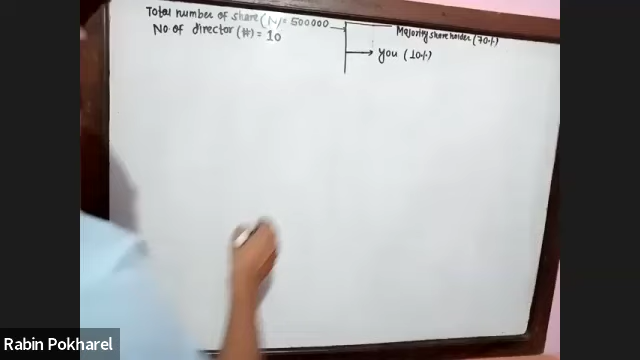 Total number of share (N) = 500000
No of director (#) = 10
Majority shareholder (70%)
you (10%)
Rabin Pokharel